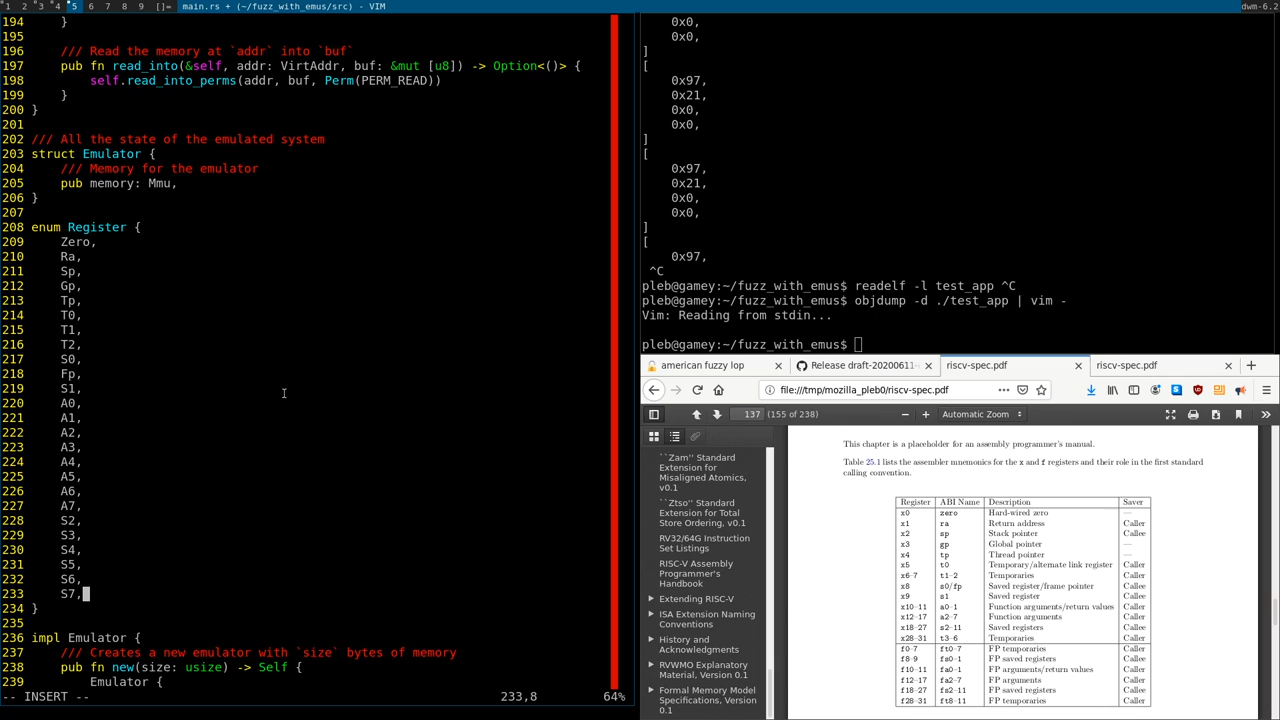 1 2 3 4 5 6 7 8 9 []= main.rs + (~/fuzz_with_emus/src) - VIM dwm-6.2
194     }
195
196     /// Read the memory at `addr` into `buf`
197     pub fn read_into(&self, addr: VirtAddr, buf: &mut [u8]) -> Option<()> {
198         self.read_into_perms(addr, buf, Perm(PERM_READ))
199     }
200 }
201
202 /// All the state of the emulated system
203 struct Emulator {
204     /// Memory for the emulator
205     pub memory: Mmu,
206 }
207
208 enum Register {
209     Zero,
210     Ra,
211     Sp,
212     Gp,
213     Tp,
214     T0,
215     T1,
216     T2,
217     S0,
218     Fp,
219     S1,
220     A0,
221     A1,
222     A2,
223     A3,
224     A4,
225     A5,
226     A6,
227     A7,
228     S2,
229     S3,
230     S4,
231     S5,
232     S6,
233     S7,
234 }
235
236 impl Emulator {
237     /// Creates a new emulator with `size` bytes of memory
238     pub fn new(size: usize) -> Self {
239         Emulator {
-- INSERT -- 233,8 64%
0x0,
0x0,
]
[
0x97,
0x21,
0x0,
0x0,
]
[
0x97,
0x21,
0x0,
0x0,
]
[
0x97,
^C
pleb@gamey:~/fuzz_with_emus$ readelf -l test_app ^C
pleb@gamey:~/fuzz_with_emus$ objdump -d ./test_app | vim -
Vim: Reading from stdin...

pleb@gamey:~/fuzz_with_emus$
american fuzzy lop Release draft-20200611- riscv-spec.pdf riscv-spec.pdf
file:///tmp/mozilla_pleb0/riscv-spec.pdf
137 (155 of 238) Automatic Zoom
``Zam'' Standard
Extension for
Misaligned Atomics,
v0.1
``Ztso'' Standard
Extension for Total
Store Ordering, v0.1
RV32/64G Instruction
Set Listings
RISC-V Assembly
Programmer's
Handbook
Extending RISC-V
ISA Extension Naming
Conventions
History and
Acknowledgments
RVWMO Explanatory
Material, Version 0.1
Formal Memory Model
Specifications, Version
0.1
This chapter is a placeholder for an assembly programmer's manual.
Table 25.1 lists the assembler mnemonics for the x and f registers and their role in the first standard
calling convention.
Register ABI Name Description Saver
x0 zero Hard-wired zero —
x1 ra Return address Caller
x2 sp Stack pointer Callee
x3 gp Global pointer —
x4 tp Thread pointer —
x5 t0 Temporary/alternate link register Caller
x6-7 t1-2 Temporaries Caller
x8 s0/fp Saved register/frame pointer Callee
x9 s1 Saved register Callee
x10-11 a0-1 Function arguments/return values Caller
x12-17 a2-7 Function arguments Caller
x18-27 s2-11 Saved registers Callee
x28-31 t3-6 Temporaries Caller
f0-7 ft0-7 FP temporaries Caller
f8-9 fs0-1 FP saved registers Callee
f10-11 fa0-1 FP arguments/return values Caller
f12-17 fa2-7 FP arguments Caller
f18-27 fs2-11 FP saved registers Callee
f28-31 ft8-11 FP temporaries Caller